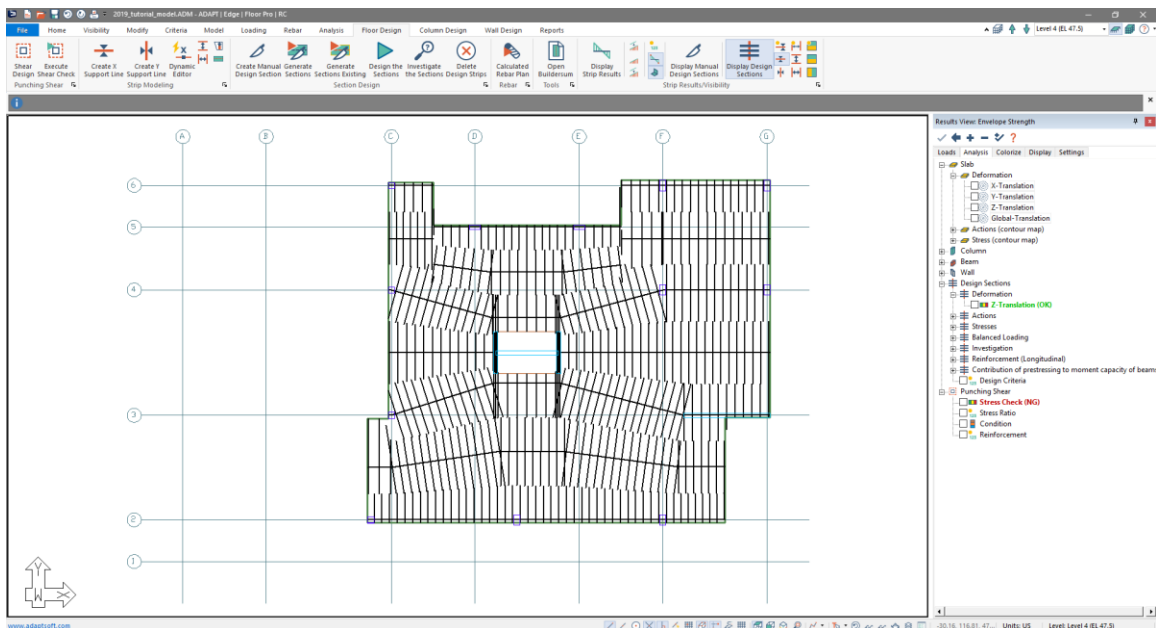 2019_tutorial_model.ADM - ADAPT | Edge | Floor Pro | RC
File Home Visibility Modify Criteria Model Loading Rebar Analysis Floor Design Column Design Wall Design Reports Level 4 (EL 47.5)
Shear Execute Create X Create Y Dynamic Create Manual Generate Generate Design the Investigate Delete Calculated Open Display Display Manual Display Design
Design Shear Check Support Line Support Line Editor Design Section Sections Sections Existing Sections the Sections Design Strips Rebar Plan Buildersum Strip Results Design Sections Sections
Punching Shear Strip Modeling Section Design Rebar Tools Strip Results/Visibility
Results View: Envelope Strength
Loads Analysis Colorize Display Settings
A B C D E F G
Slab
Deformation
X-Translation
Y-Translation
Z-Translation
Global-Translation
Actions (contour map)
Stress (contour map)
Column
Beam
Wall
Design Sections
Deformation
Z-Translation (OK)
Actions
Stresses
Balanced Loading
Investigation
Reinforcement (Longitudinal)
Contribution of prestressing to moment capacity of beams
Design Criteria
Punching Shear
Stress Check (NG)
Stress Ratio
Condition
Reinforcement
6
5
4
3
2
1
Y
W X
www.adaptsoft.com Units: US Level: Level 4 (EL 47.5)